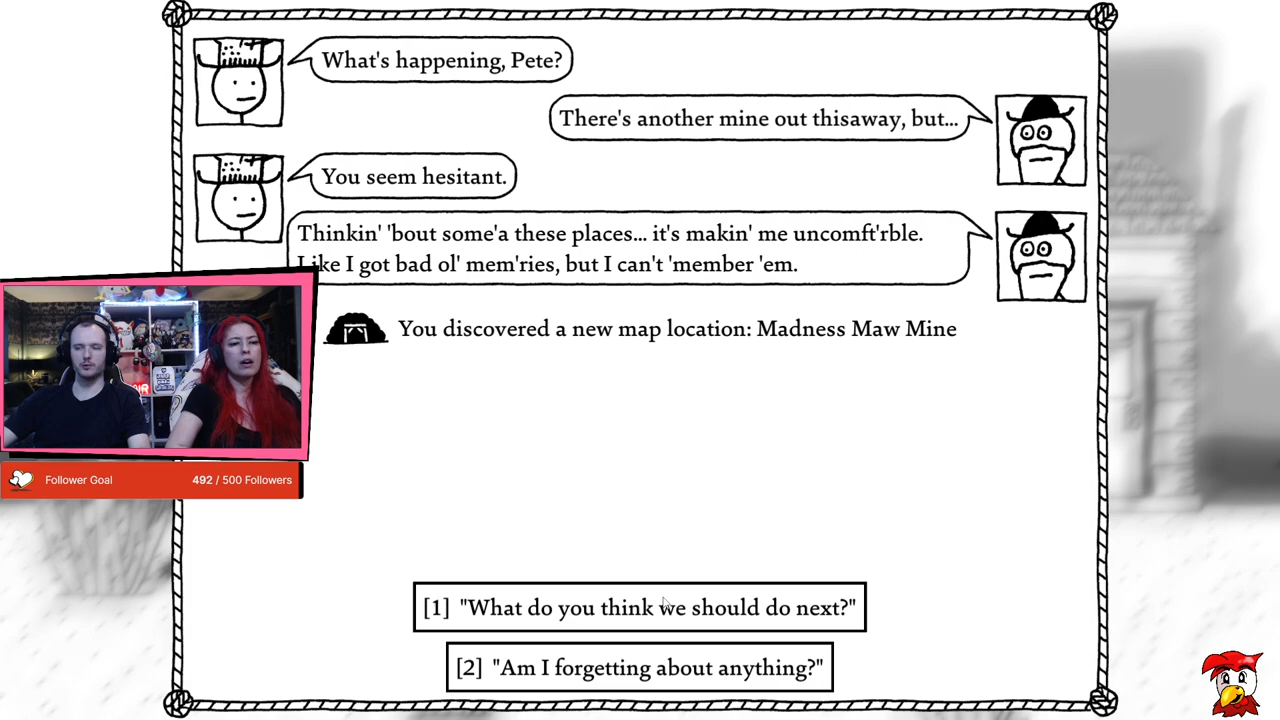 What's happening, Pete?
There's another mine out thisaway, but...
You seem hesitant.
Thinkin' 'bout some'a these places... it's makin' me uncomft'rble.
Like I got bad ol' mem'ries, but I can't 'member 'em.
You discovered a new map location: Madness Maw Mine
Follower Goal 492 / 500 Followers
[1] "What do you think we should do next?"
[2] "Am I forgetting about anything?"